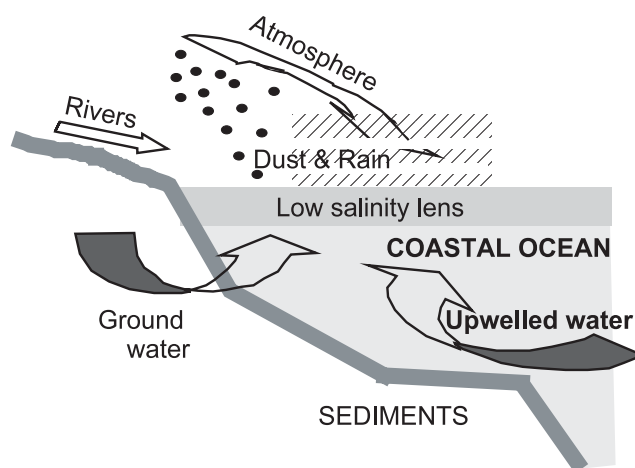 Atmosphere
Rivers
Dust & Rain
Low salinity lens
COASTAL OCEAN
Ground
water
Upwelled water
SEDIMENTS